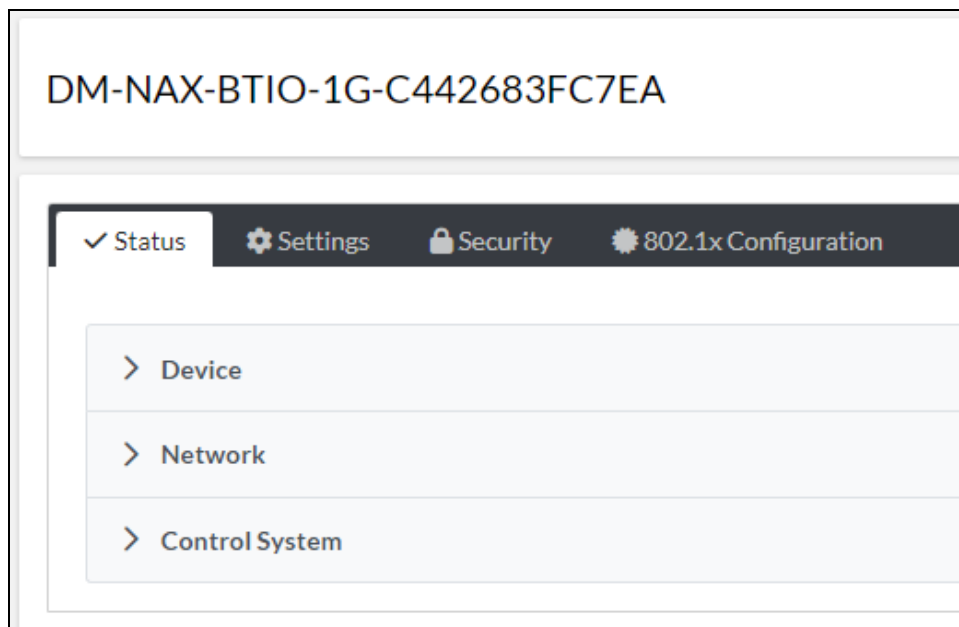 DM-NAX-BTIO-1G-C442683FC7EA
Status Settings Security 802.1x Configuration
Device
Network
Control System